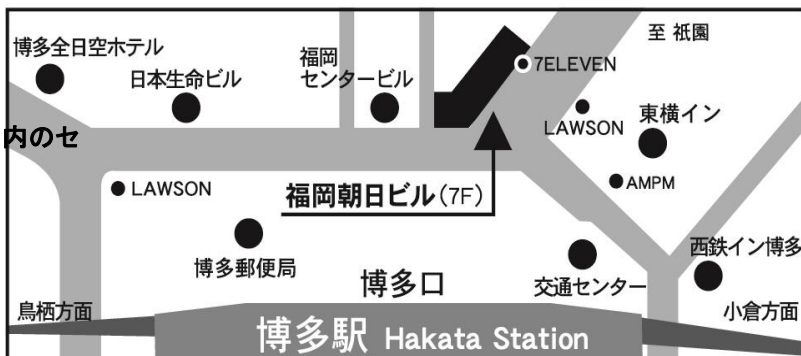 博多全日空ホテル
日本生命ビル
福岡
センタービル
至 祇園
7ELEVEN
LAWSON
東横イン
内のセ
LAWSON
AMPM
福岡朝日ビル(7F)
博多郵便局
博多口
交通センター
西鉄イン博多
鳥栖方面
小倉方面
博多駅 Hakata Station